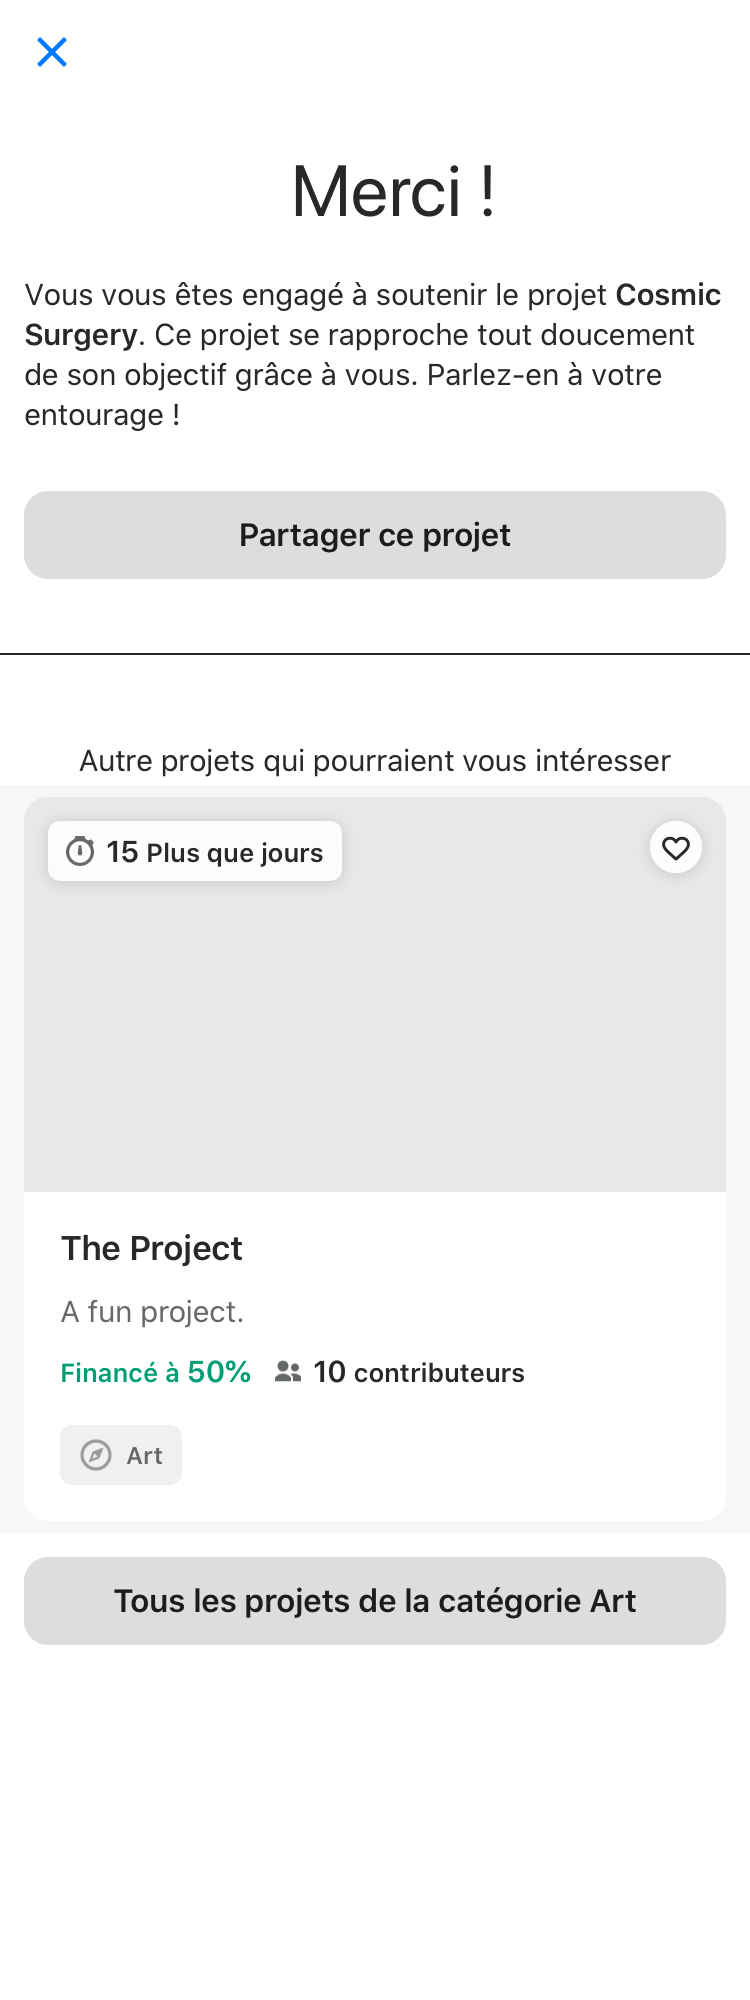 Merci !
Vous vous êtes engagé à soutenir le projet Cosmic
Surgery. Ce projet se rapproche tout doucement
de son objectif grâce à vous. Parlez-en à votre
entourage !
Partager ce projet
Autre projets qui pourraient vous intéresser
15 Plus que jours
The Project
A fun project.
Financé à 50% 10 contributeurs
Art
Tous les projets de la catégorie Art